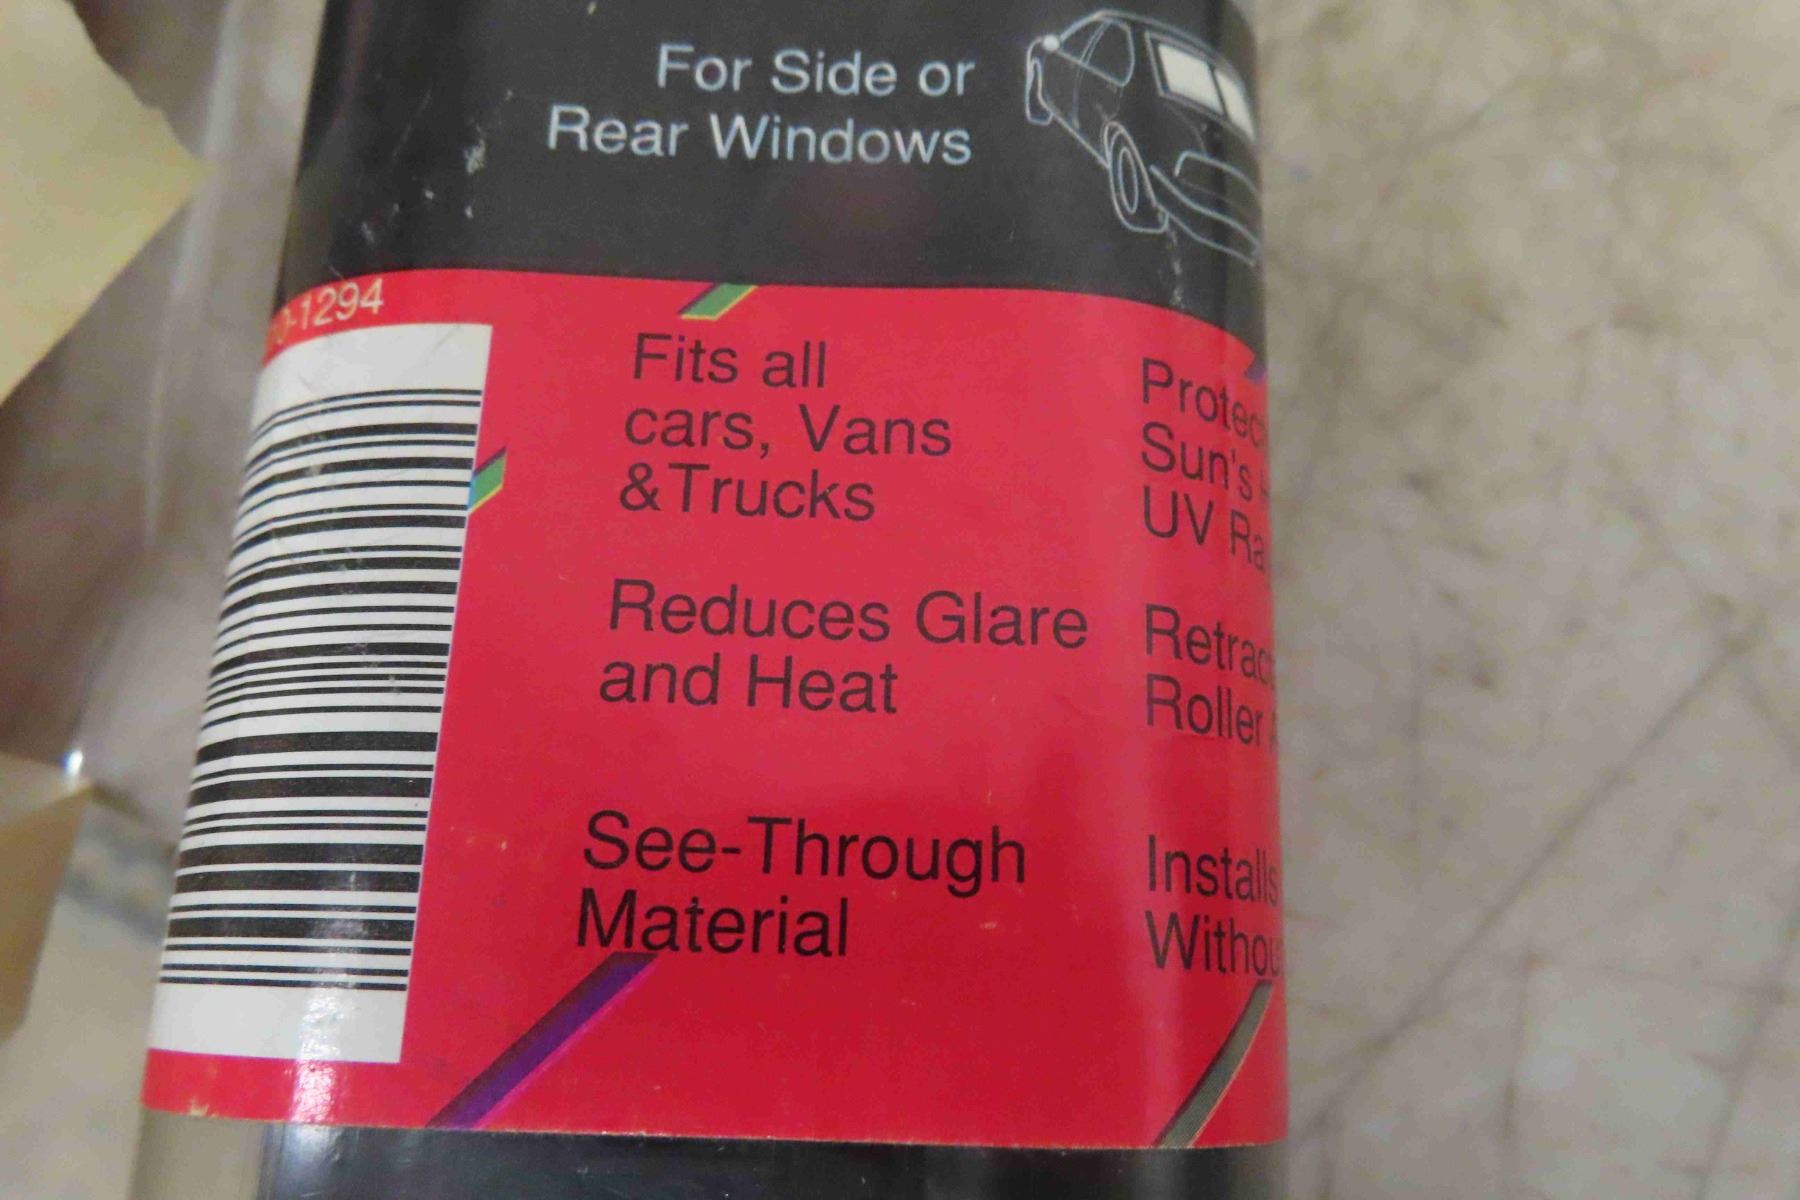 For Side or
Rear Windows
-1294
Fits all
cars, Vans
&Trucks
Reduces Glare
and Heat
See-Through
Material
Sun's
UV
Roller
Installs